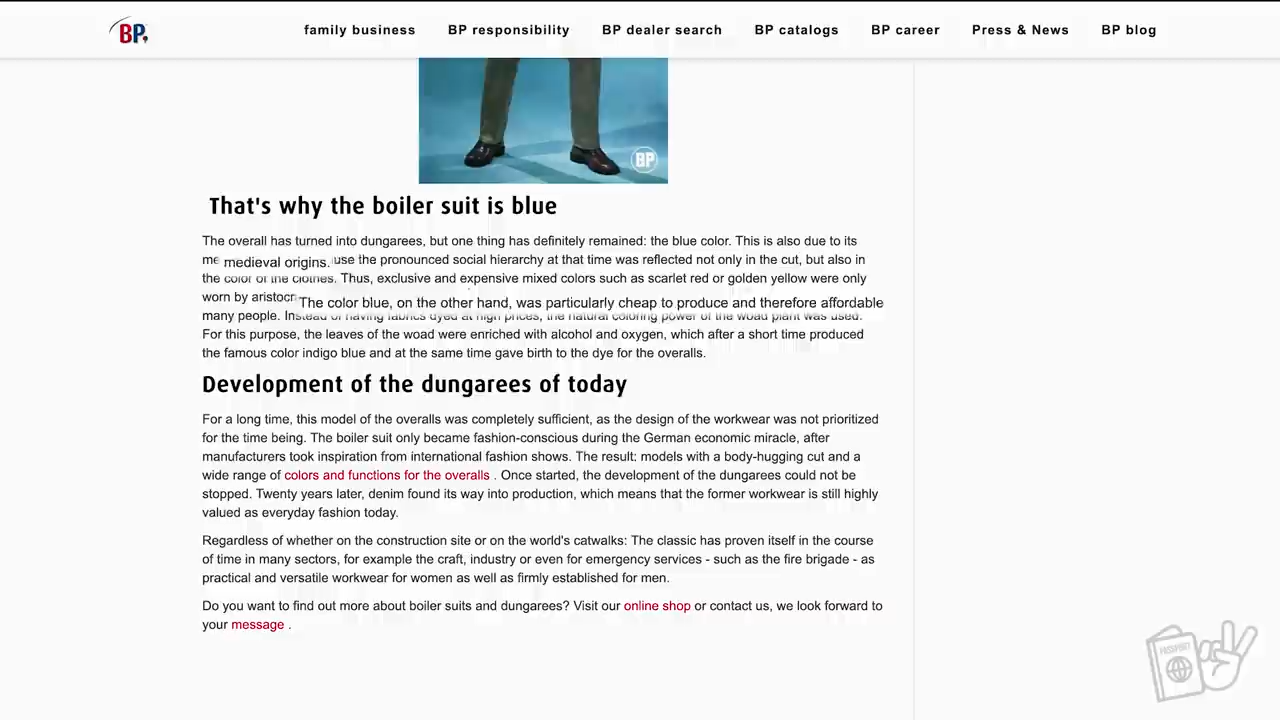 BP
family business
BP responsibility
BP dealer search
BP catalogs
BP career
Press & News
BP blog
BP
That's why the boiler suit is blue
The overall has turned into dungarees, but one thing has definitely remained: the blue color. This is also due to its
me medieval origins. use the pronounced social hierarchy at that time was reflected not only in the cut, but also in
the color of the clothes. Thus, exclusive and expensive mixed colors such as scarlet red or golden yellow were only
worn by aristocr The color blue, on the other hand, was particularly cheap to produce and therefore affordable
many people. Instead of having fabrics dyed at high prices, the natural coloring power of the woad plant was used.
For this purpose, the leaves of the woad were enriched with alcohol and oxygen, which after a short time produced
the famous color indigo blue and at the same time gave birth to the dye for the overalls.
Development of the dungarees of today
For a long time, this model of the overalls was completely sufficient, as the design of the workwear was not prioritized
for the time being. The boiler suit only became fashion-conscious during the German economic miracle, after
manufacturers took inspiration from international fashion shows. The result: models with a body-hugging cut and a
wide range of colors and functions for the overalls . Once started, the development of the dungarees could not be
stopped. Twenty years later, denim found its way into production, which means that the former workwear is still highly
valued as everyday fashion today.
Regardless of whether on the construction site or on the world's catwalks: The classic has proven itself in the course
of time in many sectors, for example the craft, industry or even for emergency services - such as the fire brigade - as
practical and versatile workwear for women as well as firmly established for men.
Do you want to find out more about boiler suits and dungarees? Visit our online shop or contact us, we look forward to
your message .
PASSPORT